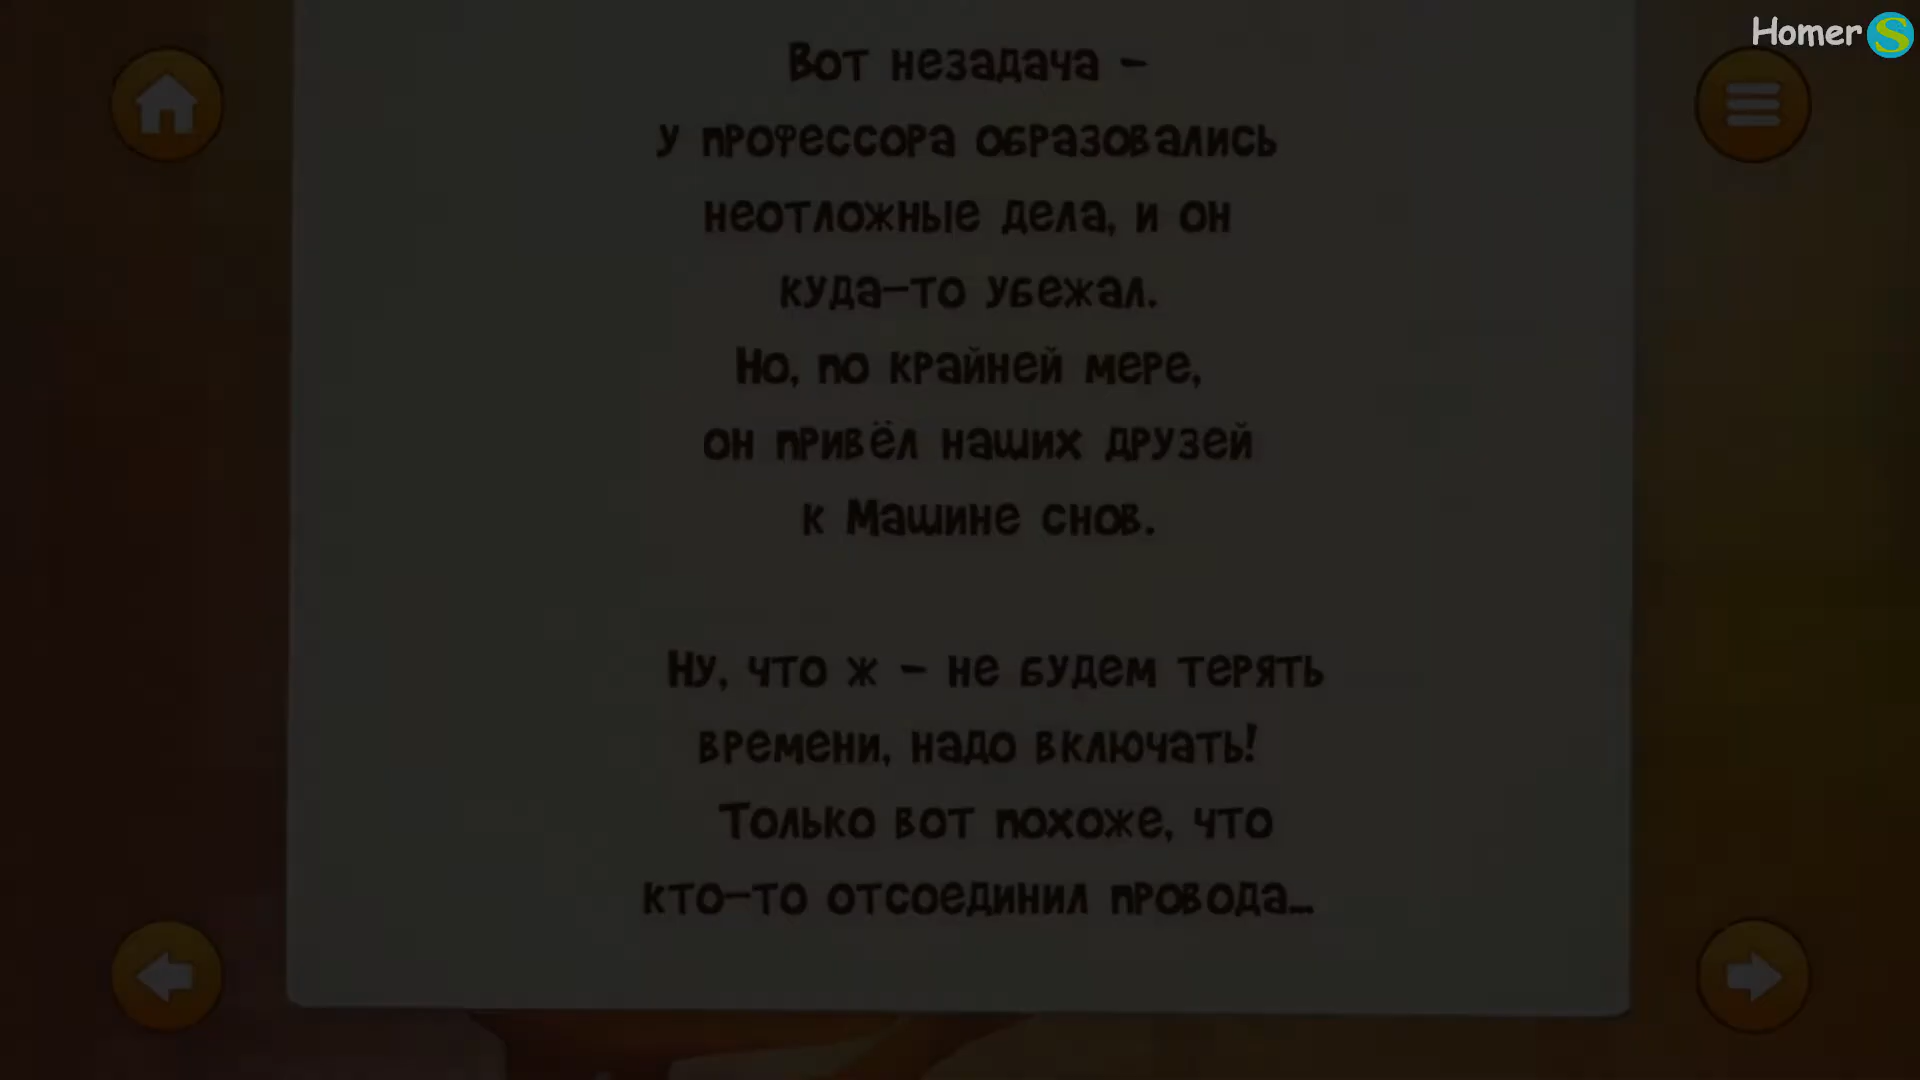 Homer S
Вот незадача –
у профессора образовались
неотложные дела, и он
куда-то убежал.
Но, по крайней мере,
он привёл наших друзей
к Машине снов.
Ну, что ж – не будем терять
времени, надо включать!
Только вот похоже, что
кто-то отсоединил провода...